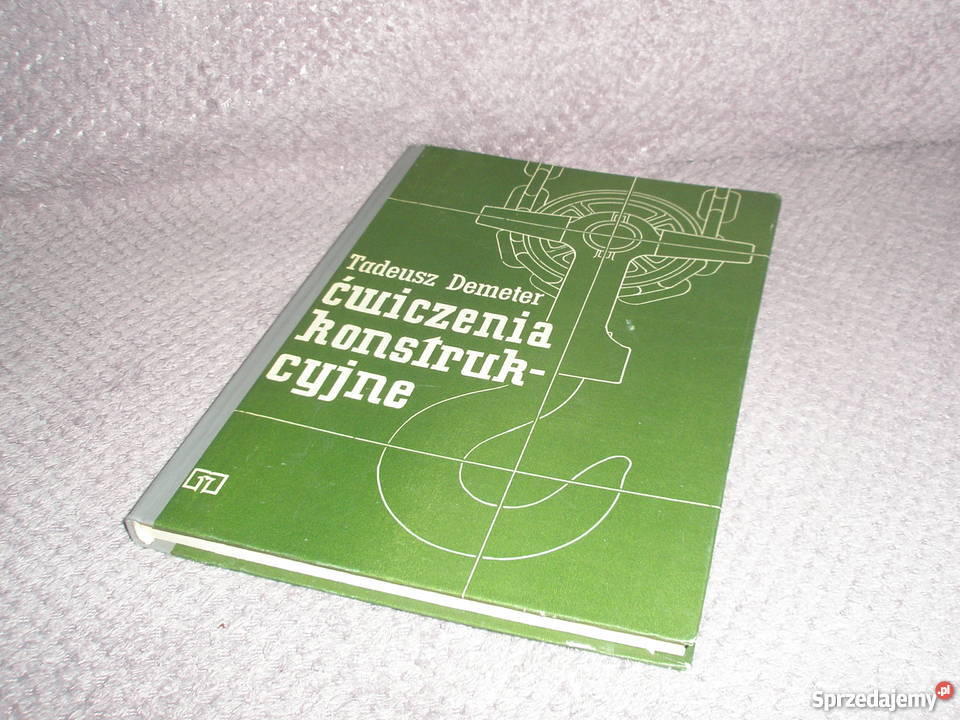 Tadeusz Demeter
ćwiczenia
konstruk-
cyjne
Sprzedajemy.pl